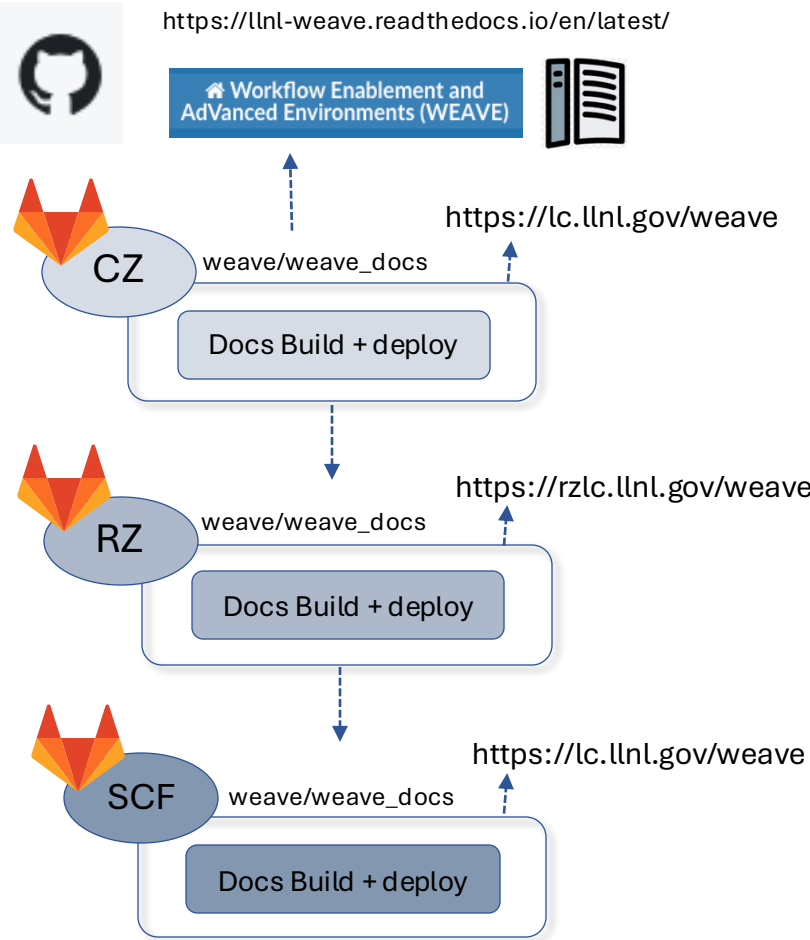 https://llnl-weave.readthedocs.io/en/latest/
Workflow Enablement and
AdVanced Environments (WEAVE)
https://lc.llnl.gov/weave
CZ
weave/weave_docs
Docs Build + deploy
https://rzlc.llnl.gov/weave
RZ
weave/weave_docs
Docs Build + deploy
https://lc.llnl.gov/weave
SCF
weave/weave_docs
Docs Build + deploy